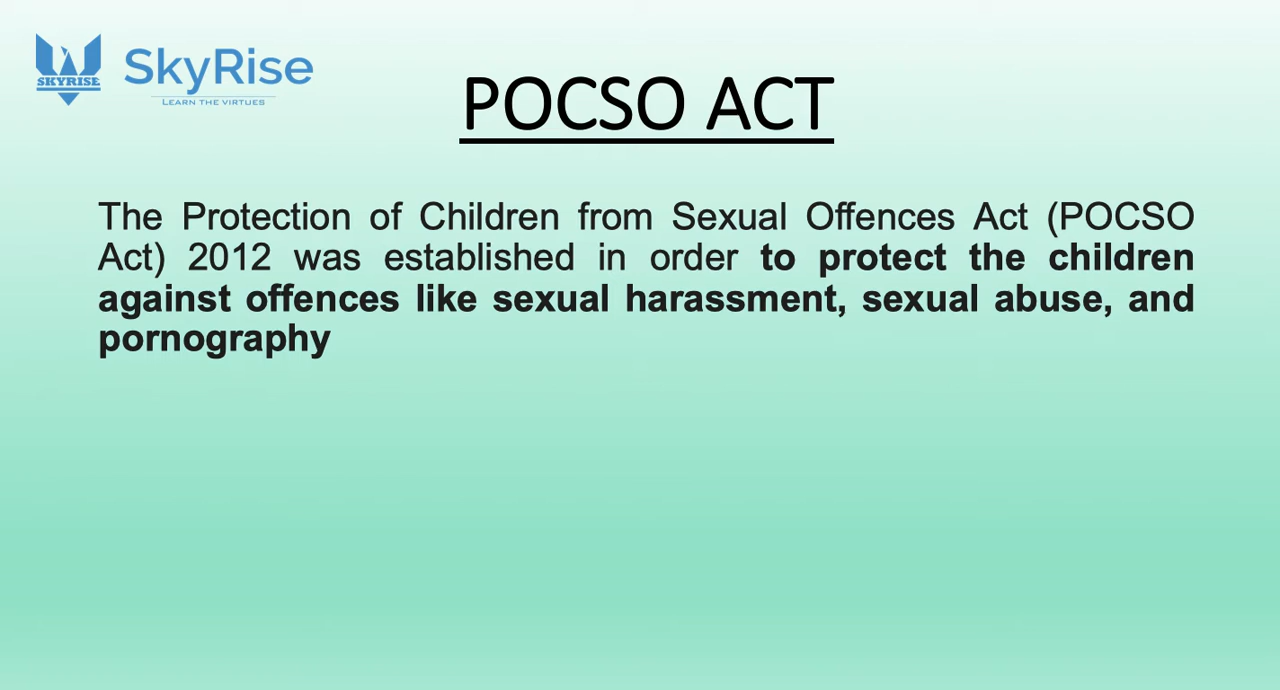 SKYRISE
SkyRise
LEARN THE VIRTUES
POCSO ACT
The Protection of Children from Sexual Offences Act (POCSO
Act) 2012 was established in order to protect the children
against offences like sexual harassment, sexual abuse, and
pornography